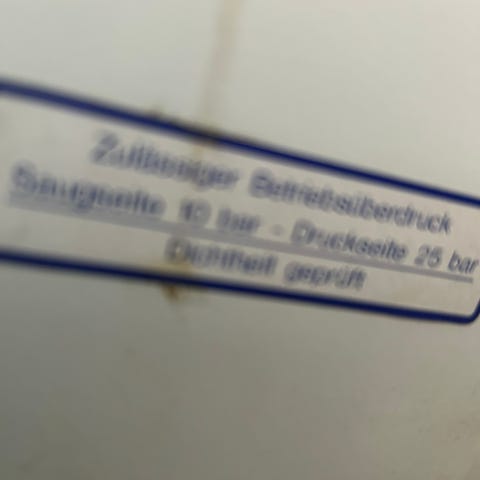 Zulässiger Betriebsüberdruck
Saugseite 10 bar - Druckseite 25 bar
Dichtheit geprüft